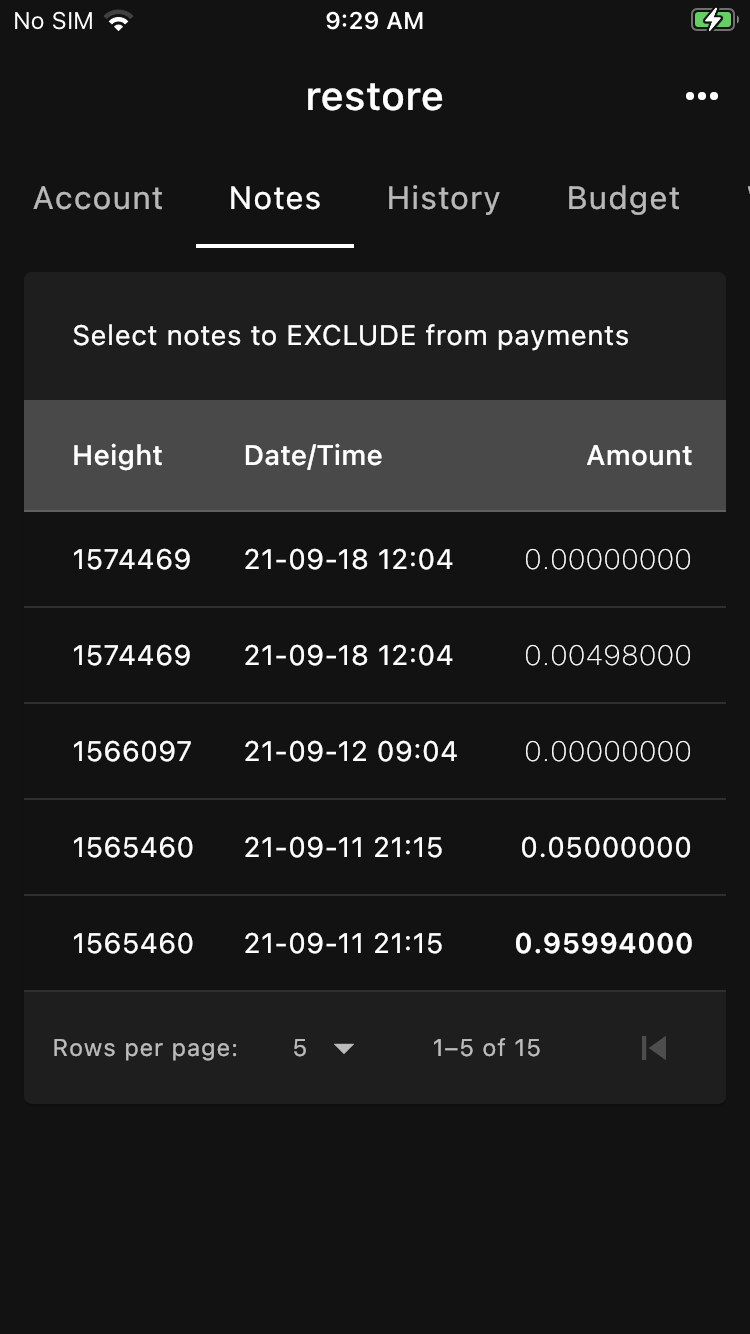 No SIM 9:29 AM
restore
Account Notes History Budget
Select notes to EXCLUDE from payments
Height Date/Time Amount
1574469 21-09-18 12:04 0.00000000
1574469 21-09-18 12:04 0.00498000
1566097 21-09-12 09:04 0.00000000
1565460 21-09-11 21:15 0.05000000
1565460 21-09-11 21:15 0.95994000
Rows per page: 5 1–5 of 15